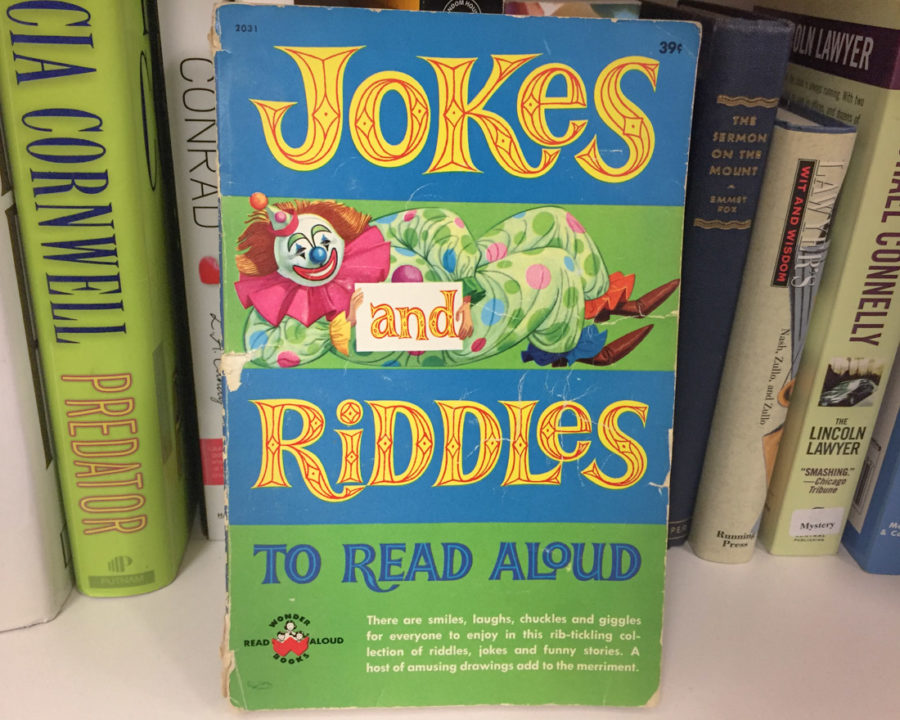 CIA CORNWELL
PREDATOR
PUTNAM
CONRAD
2031
39¢
JOKES
and
RIDDLES
TO READ ALOUD
WONDER
READ ALOUD
BOOKS
There are smiles, laughs, chuckles and giggles
for everyone to enjoy in this rib-tickling col-
lection of riddles, jokes and funny stories. A
host of amusing drawings add to the merriment.
THE
SERMON
ON THE
MOUNT
EMMET
FOX
LAWYER'S
WIT AND WISDOM
Nash, Zullo, and Zullo
Running
Press
OLN LAWYER
HAEL CONNELLY
THE
LINCOLN
LAWYER
"SMASHING."
—Chicago
Tribune
Mystery